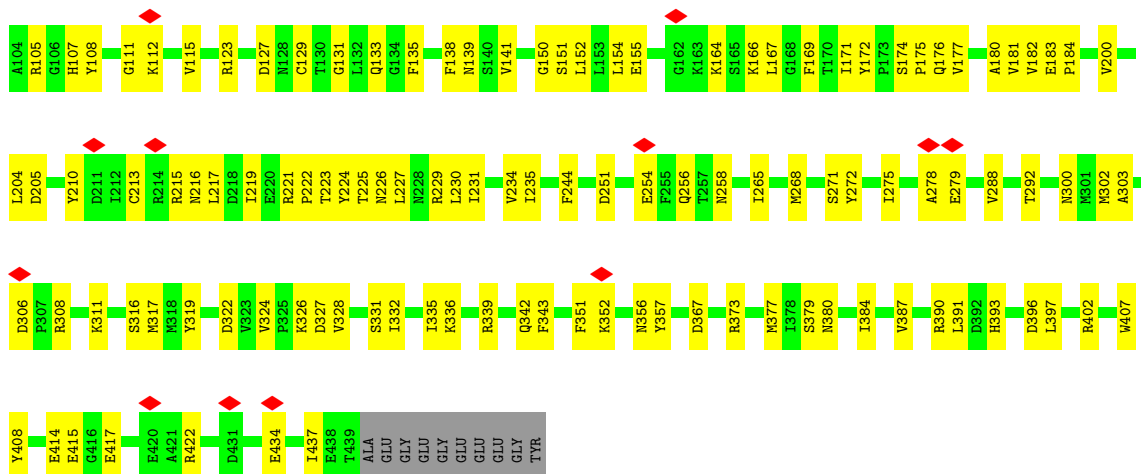 A104 R105 G106 H107 Y108 G111 K112 V115 R123 D127 N128 C129 T130 G131 L132 Q133 G134 F135 F138 N139 S140 V141 G150 S151 L152 L153 L154 E155 G162 K163 K164 S165 K166 L167 G168 F169 T170 I171 Y172 P173 S174 P175 Q176 V177 A180 V181 V182 E183 P184 V200
L204 D205 Y210 D211 I212 C213 R214 R215 N216 L217 D218 I219 E220 R221 P222 T223 Y224 T225 N226 L227 N228 R229 L230 I231 V234 I235 F244 D251 E254 F255 Q256 T257 N258 I265 M268 S271 Y272 I275 A278 E279 V288 T292 N300 M301 M302 A303
D306 P307 R308 K311 S316 M317 M318 Y319 D322 V323 V324 P325 K326 D327 V328 S331 I332 I335 K336 R339 Q342 F343 F351 K352 N356 Y357 D367 R373 M377 I378 S379 N380 I384 V387 R390 L391 D392 H393 D396 L397 R402 W407
Y408 E414 E415 G416 E417 E420 A421 R422 D431 E434 I437 E438 T439 ALA GLU GLY GLU GLY GLU GLU GLU GLY TYR